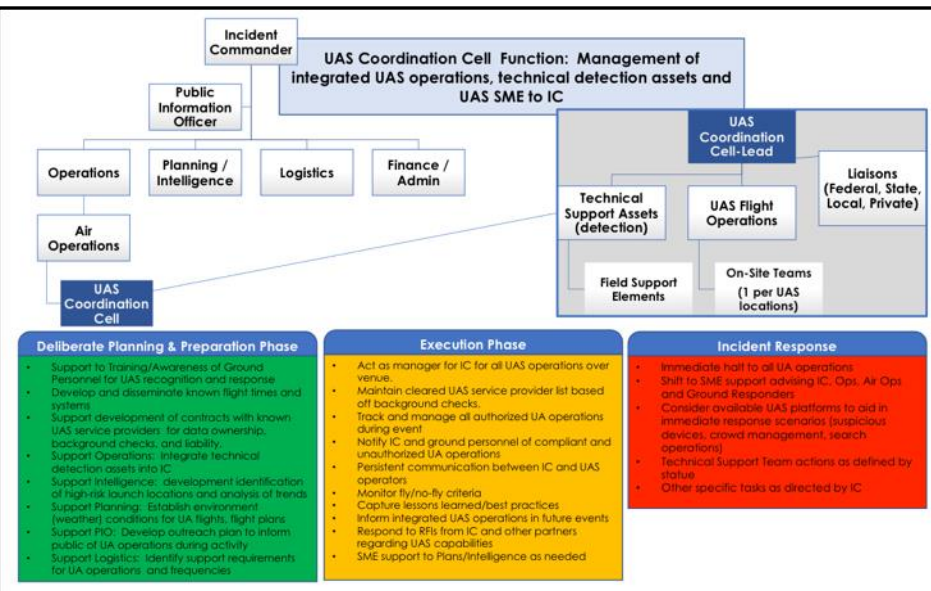 Incident
Commander
UAS Coordination Cell Function: Management of
integrated UAS operations, technical detection assets and
UAS SME to IC
Public
Information
Officer
Operations
Planning /
Intelligence
Logistics
Finance /
Admin
Air
Operations
UAS
Coordination
Cell
UAS
Coordination
Cell-Lead
Technical
Support Assets
(detection)
UAS Flight
Operations
Liaisons
(Federal, State,
Local, Private)
Field Support
Elements
On-Site Teams
(1 per UAS
locations)
Deliberate Planning & Preparation Phase
• Support to Training/Awareness of Ground
Personnel for UAS recognition and response
• Develop and disseminate known flight times and
systems
• Support development of contracts with known
UAS service providers for data ownership,
background checks, and liability.
• Support Operations: Integrate technical
detection assets into IC
• Support Intelligence: development identification
of high-risk launch locations and analysis of trends
• Support Planning: Establish environment
(weather) conditions for UA flights, flight plans
• Support PIO: Develop outreach plan to inform
public of UA operations during activity
• Support Logistics: Identify support requirements
for UA operations and frequencies
Execution Phase
• Act as manager for IC for all UAS operations over
venue.
• Maintain cleared UAS service provider list based
off background checks.
• Track and manage all authorized UA operations
during event
• Notify IC and ground personnel of compliant and
unauthorized UA operations
• Persistent communication between IC and UAS
operators
• Monitor fly/no-fly criteria
• Capture lessons learned/best practices
• Inform integrated UAS operations in future events
• Respond to RFIs from IC and other partners
regarding UAS capabilities
• SME support to Plans/Intelligence as needed
Incident Response
• Immediate halt to all UA operations
• Shift to SME support advising IC, Ops, Air Ops
and Ground Responders
• Consider available UAS platforms to aid in
immediate response scenarios (suspicious
devices, crowd management, search
operations)
• Technical Support Team actions as defined by
statue
• Other specific tasks as directed by IC